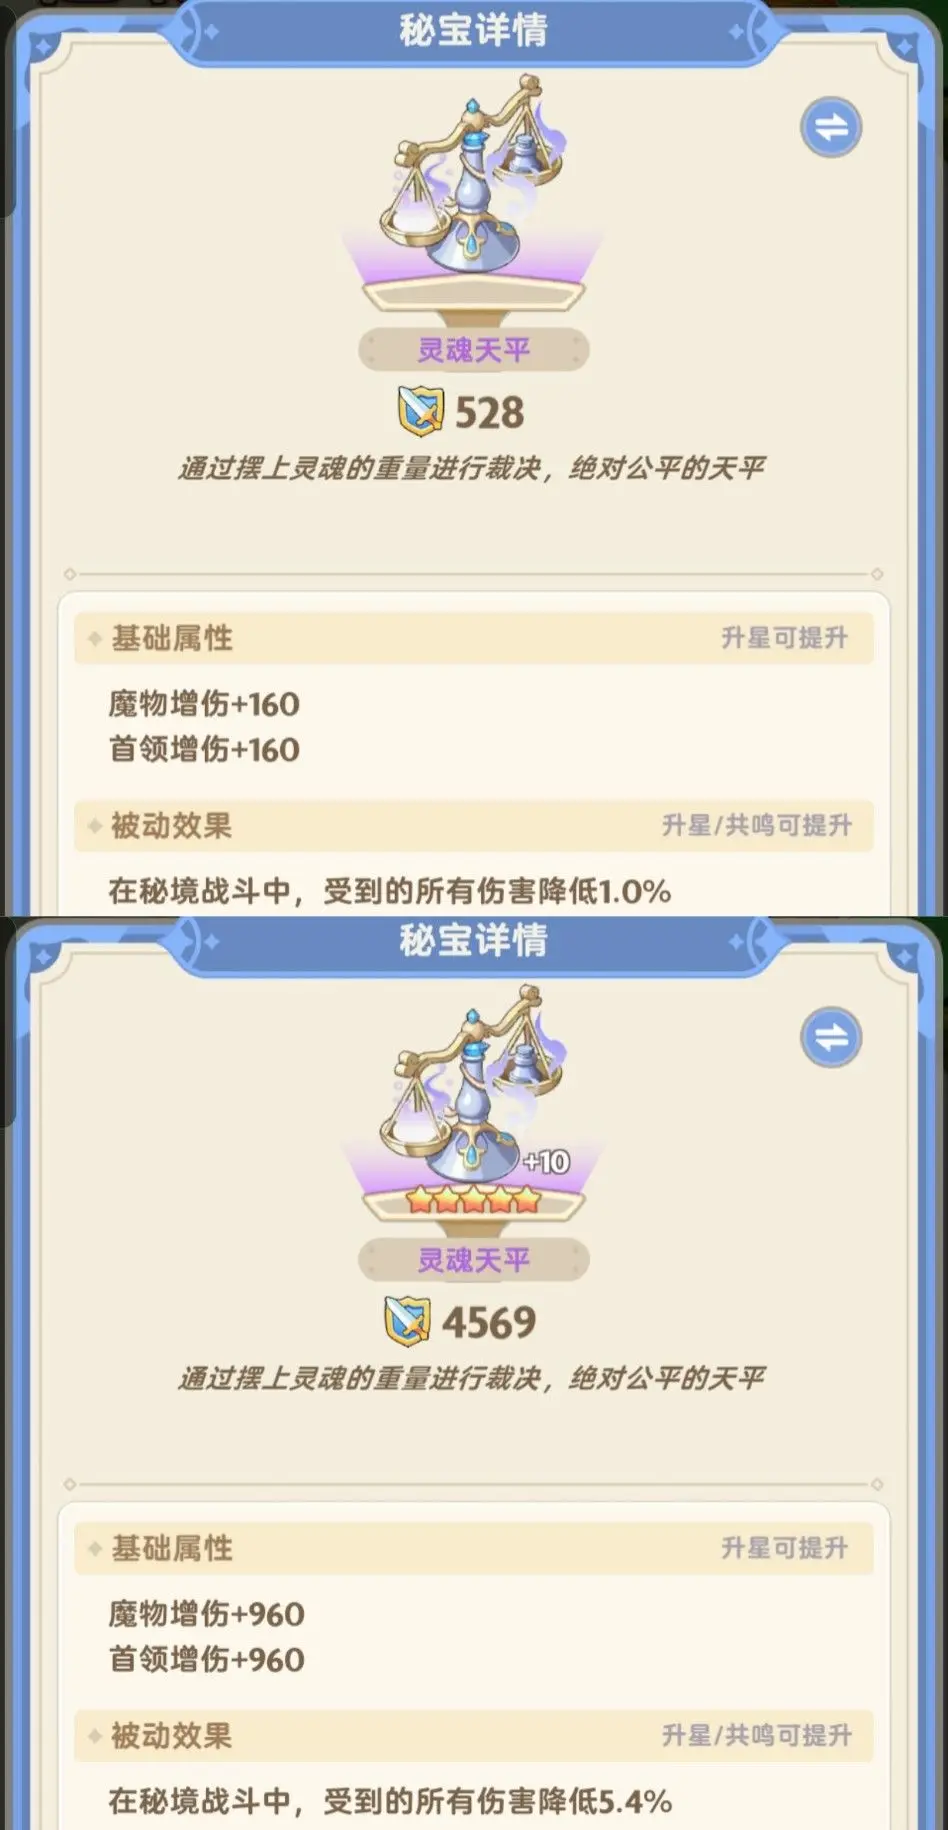 秘宝详情
灵魂天平
528
通过摆上灵魂的重量进行裁决，绝对公平的天平
基础属性 升星可提升
魔物增伤+160
首领增伤+160
被动效果 升星/共鸣可提升
在秘境战斗中，受到的所有伤害降低1.0%
秘宝详情
+10
灵魂天平
4569
通过摆上灵魂的重量进行裁决，绝对公平的天平
基础属性 升星可提升
魔物增伤+960
首领增伤+960
被动效果 升星/共鸣可提升
在秘境战斗中，受到的所有伤害降低5.4%